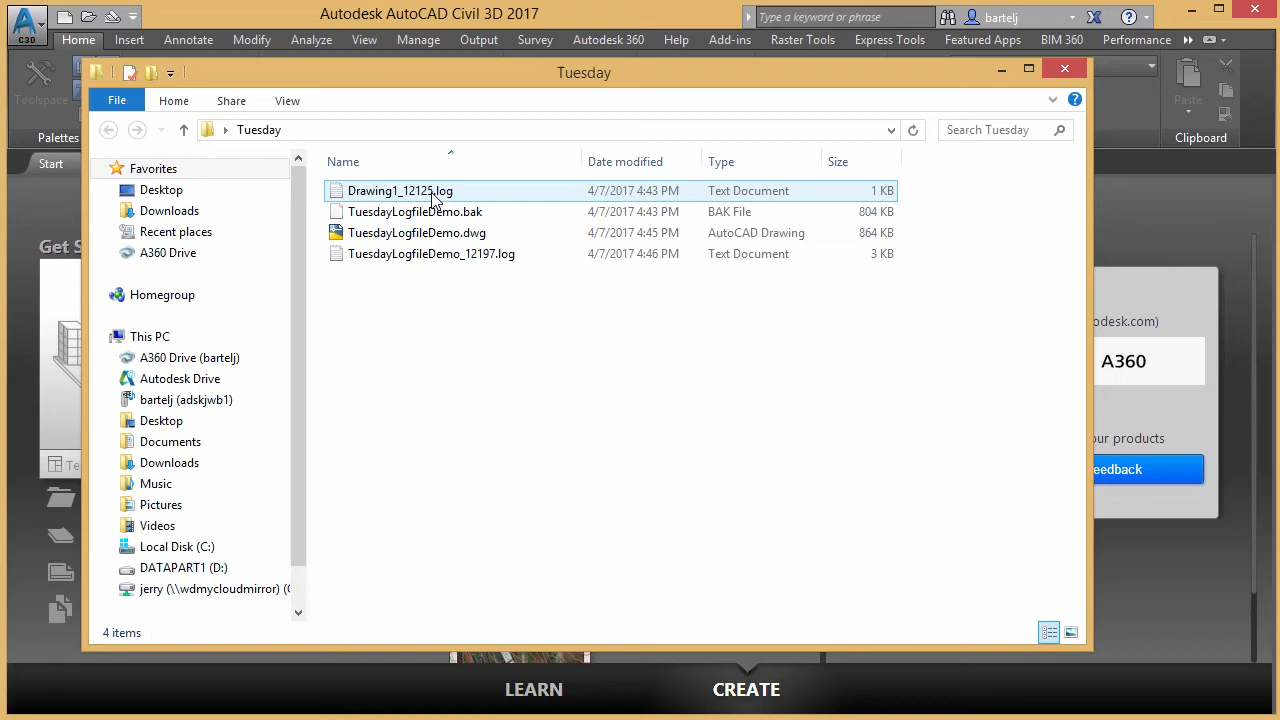 Autodesk AutoCAD Civil 3D 2017
Type a keyword or phrase
bartelj
C3D
Home Insert Annotate Modify Analyze View Manage Output Survey Autodesk 360 Help Add-ins Raster Tools Express Tools Featured Apps BIM 360 Performance
Toolspace
Paste
Palettes
Clipboard
Start
Tuesday
File Home Share View
Tuesday
Search Tuesday
Name Date modified Type Size
Drawing1_12125.log 4/7/2017 4:43 PM Text Document 1 KB
TuesdayLogfileDemo.bak 4/7/2017 4:43 PM BAK File 804 KB
TuesdayLogfileDemo.dwg 4/7/2017 4:45 PM AutoCAD Drawing 864 KB
TuesdayLogfileDemo_12197.log 4/7/2017 4:46 PM Text Document 3 KB
Favorites
Desktop
Downloads
Recent places
A360 Drive
Homegroup
This PC
A360 Drive (bartelj)
Autodesk Drive
bartelj (adskjwb1)
Desktop
Documents
Downloads
Music
Pictures
Videos
Local Disk (C:)
DATAPART1 (D:)
jerry (\\wdmycloudmirror) (
4 items
Get S
Te
odesk.com)
A360
our products
eedback
LEARN
CREATE